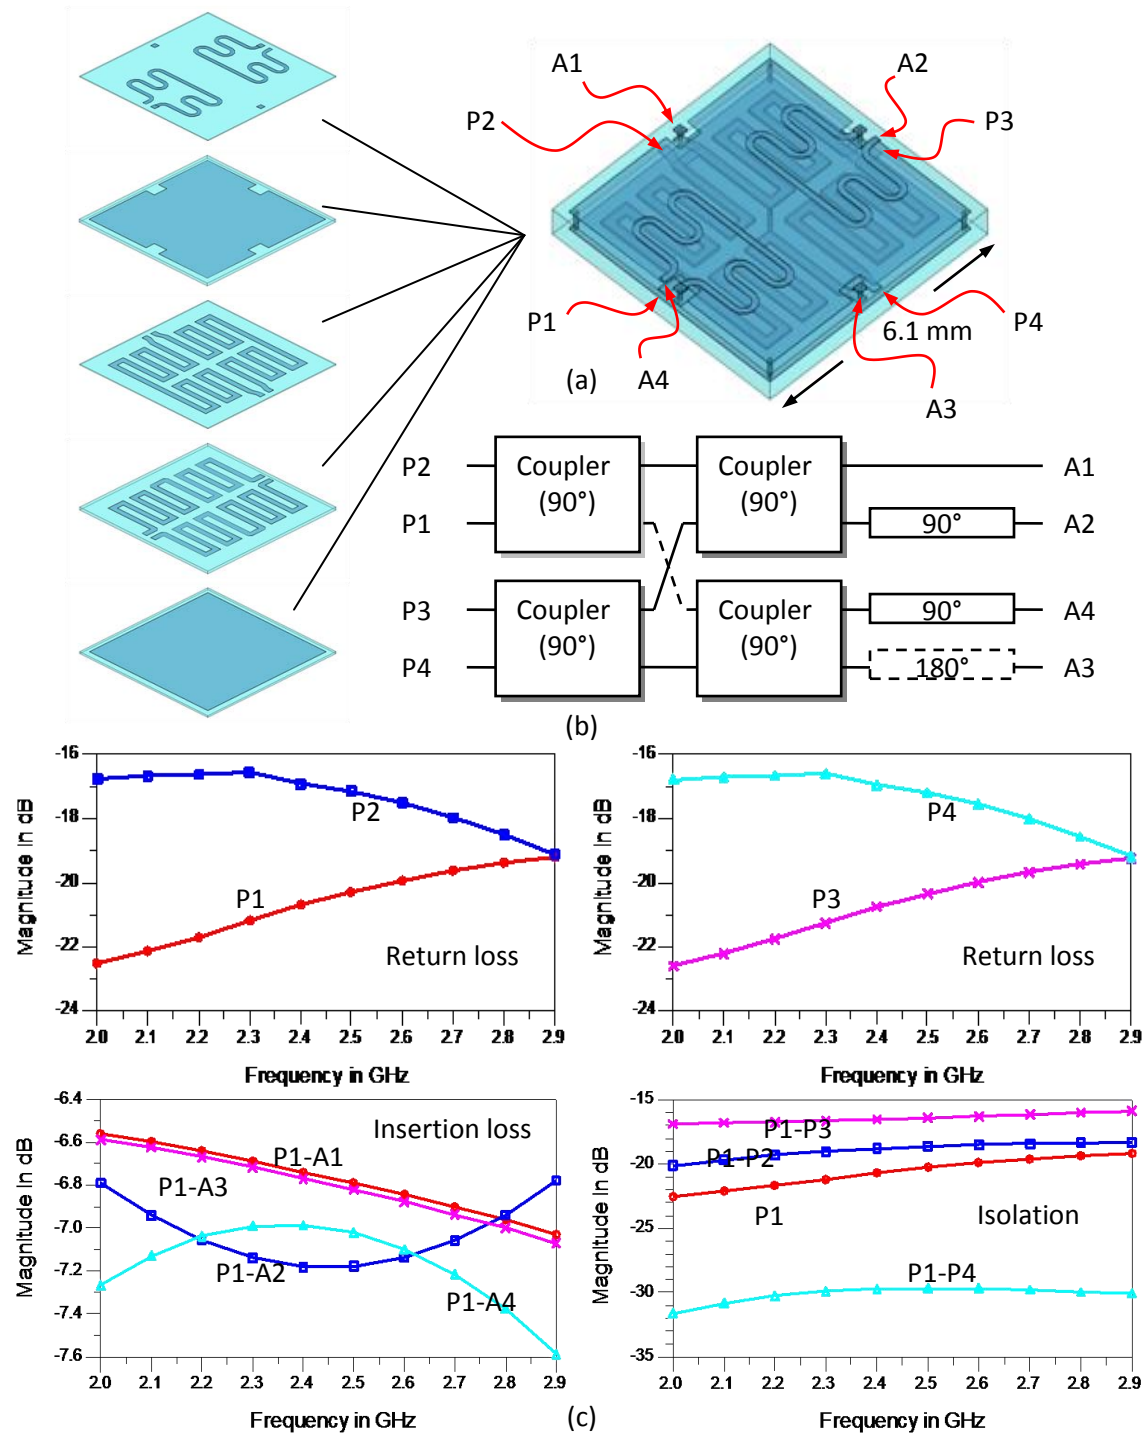 A1
A2
P2
P3
P1
P4
6.1 mm
(a)
A4
A3
P2
Coupler
(90°)
Coupler
(90°)
A1
P1
90°
A2
P3
Coupler
(90°)
Coupler
(90°)
90°
A4
P4
180°
A3
(b)
Magnitude In dB
-16
-18
-20
-22
-24
P2
P1
Return loss
2.0 2.1 2.2 2.3 2.4 2.5 2.6 2.7 2.8 2.9
Frequency in GHz
Magnitude In dB
-16
-18
-20
-22
-24
P4
P3
Return loss
2.0 2.1 2.2 2.3 2.4 2.5 2.6 2.7 2.8 2.9
Frequency in GHz
Magnitude In dB
-6.4
-6.6
-6.8
-7.0
-7.2
-7.4
-7.6
Insertion loss
P1-A1
P1-A3
P1-A2
P1-A4
2.0 2.1 2.2 2.3 2.4 2.5 2.6 2.7 2.8 2.9
Frequency in GHz
Magnitude In dB
-15
-20
-25
-30
-35
P1-P3
P1-P2
P1
Isolation
P1-P4
2.0 2.1 2.2 2.3 2.4 2.5 2.6 2.7 2.8 2.9
Frequency in GHz
(c)